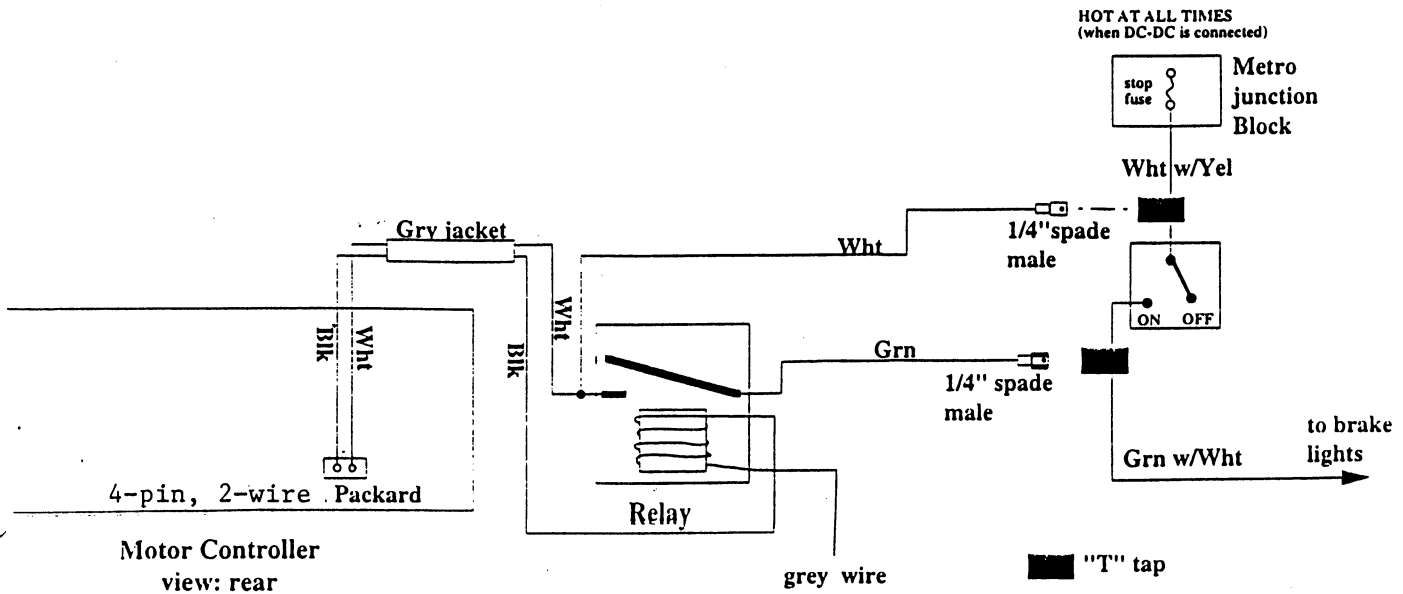 HOT AT ALL TIMES
(when DC-DC is connected)
stop
fuse
Metro
junction
Block
Wht w/Yel
1/4"spade
male
Gry jacket
Wht
Blk
Wht
Wht
Blk
ON OFF
Grn
1/4" spade
male
Grn w/Wht
to brake
lights
4-pin, 2-wire Packard
Relay
Motor Controller
view: rear
grey wire
"T" tap